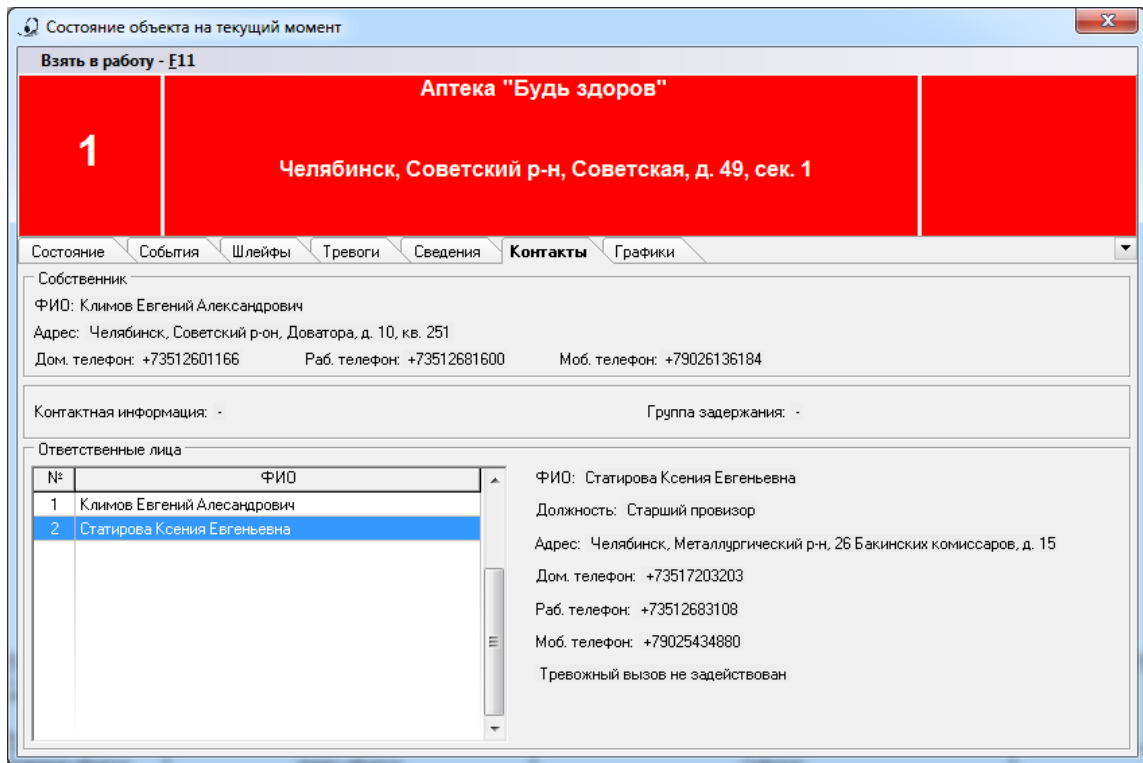 Состояние объекта на текущий момент
Взять в работу - F11
1
Аптека "Будь здоров"
Челябинск, Советский р-н, Советская, д. 49, сек. 1
Состояние События Шлейфы Тревоги Сведения Контакты Графики
Собственник
ФИО: Климов Евгений Александрович
Адрес: Челябинск, Советский р-он, Доватора, д. 10, кв. 251
Дом. телефон: +73512601166 Раб. телефон: +73512681600 Моб. телефон: +79026136184
Контактная информация: - Группа задержания: -
Ответственные лица
№ ФИО
1 Климов Евгений Алесандрович
2 Статирова Ксения Евгеньевна
ФИО: Статирова Ксения Евгеньевна
Должность: Старший провизор
Адрес: Челябинск, Металлургический р-н, 26 Бакинских комиссаров, д. 15
Дом. телефон: +73517203203
Раб. телефон: +73512683108
Моб. телефон: +79025434880
Тревожный вызов не задействован